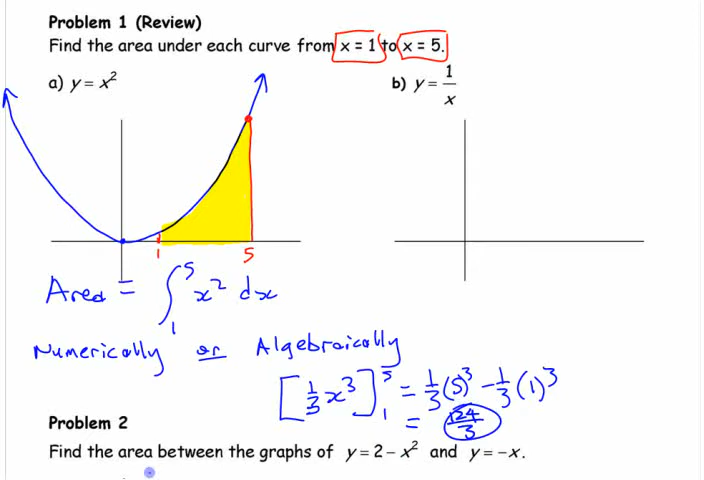 Problem 1 (Review)
Find the area under each curve from x = 1 to x = 5.
a) y = x²
b) y = 1/x
1
5
Area = ∫₁⁵ x² dx
Numerically or Algebraically
[⅓x³]₁⁵ = ⅓(5)³ − ⅓(1)³
= 124/3
Problem 2
Find the area between the graphs of y = 2 − x² and y = −x.